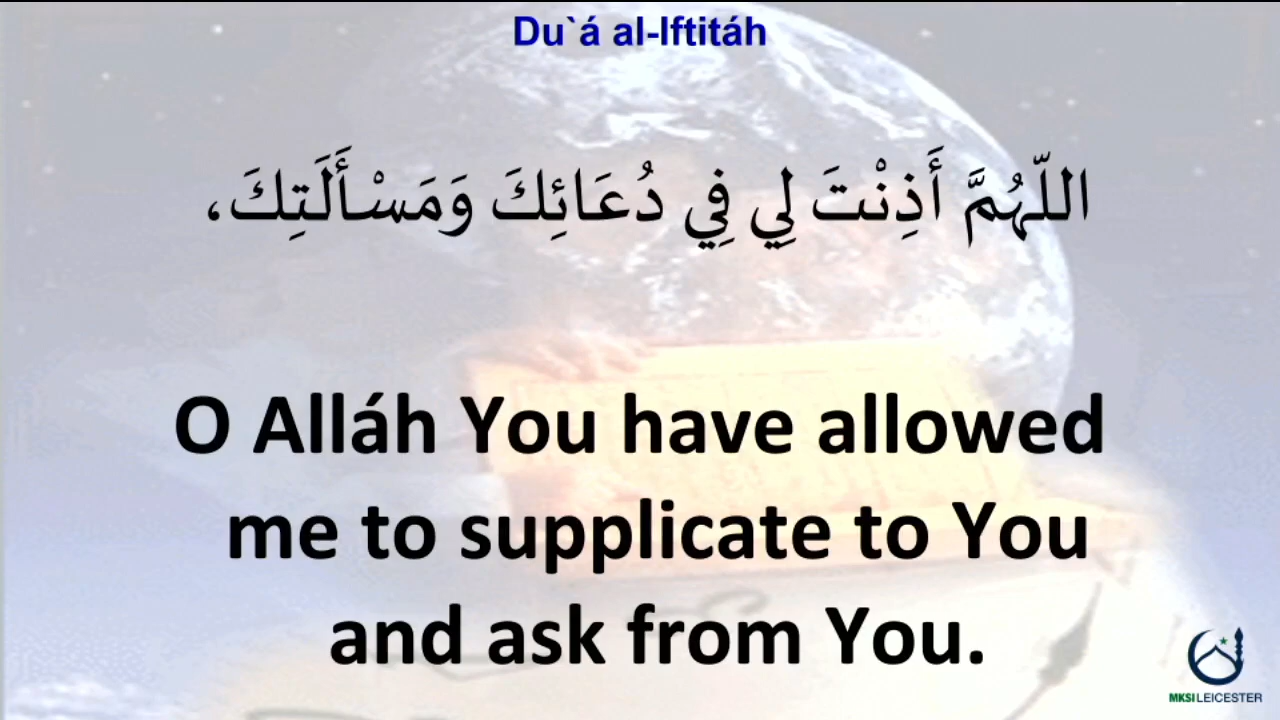 Du`á al-Iftitáh
اللّهُمَّ أَذِنْتَ لِي فِي دُعَائِكَ وَمَسْأَلَتِكَ،
O Alláh You have allowed
me to supplicate to You
and ask from You.
MKSI LEICESTER